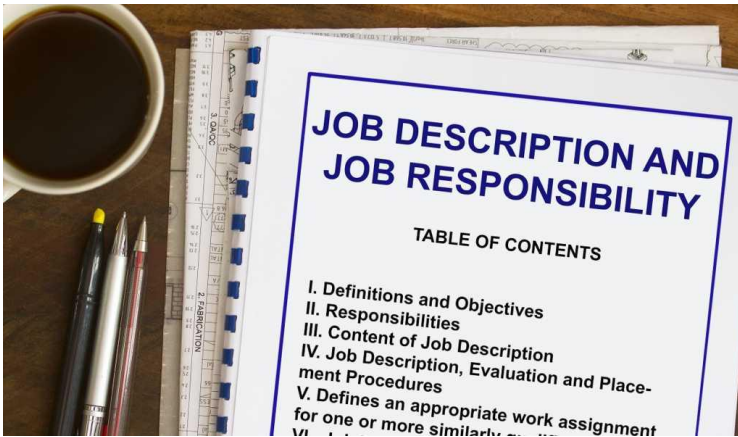 JOB DESCRIPTION AND
JOB RESPONSIBILITY
TABLE OF CONTENTS
I. Definitions and Objectives
II. Responsibilities
III. Content of Job Description
IV. Job Description, Evaluation and Place-
ment Procedures
V. Defines an appropriate work assignment
for one or more similarly
VI.
3. QA/QC
2. FABRICATION